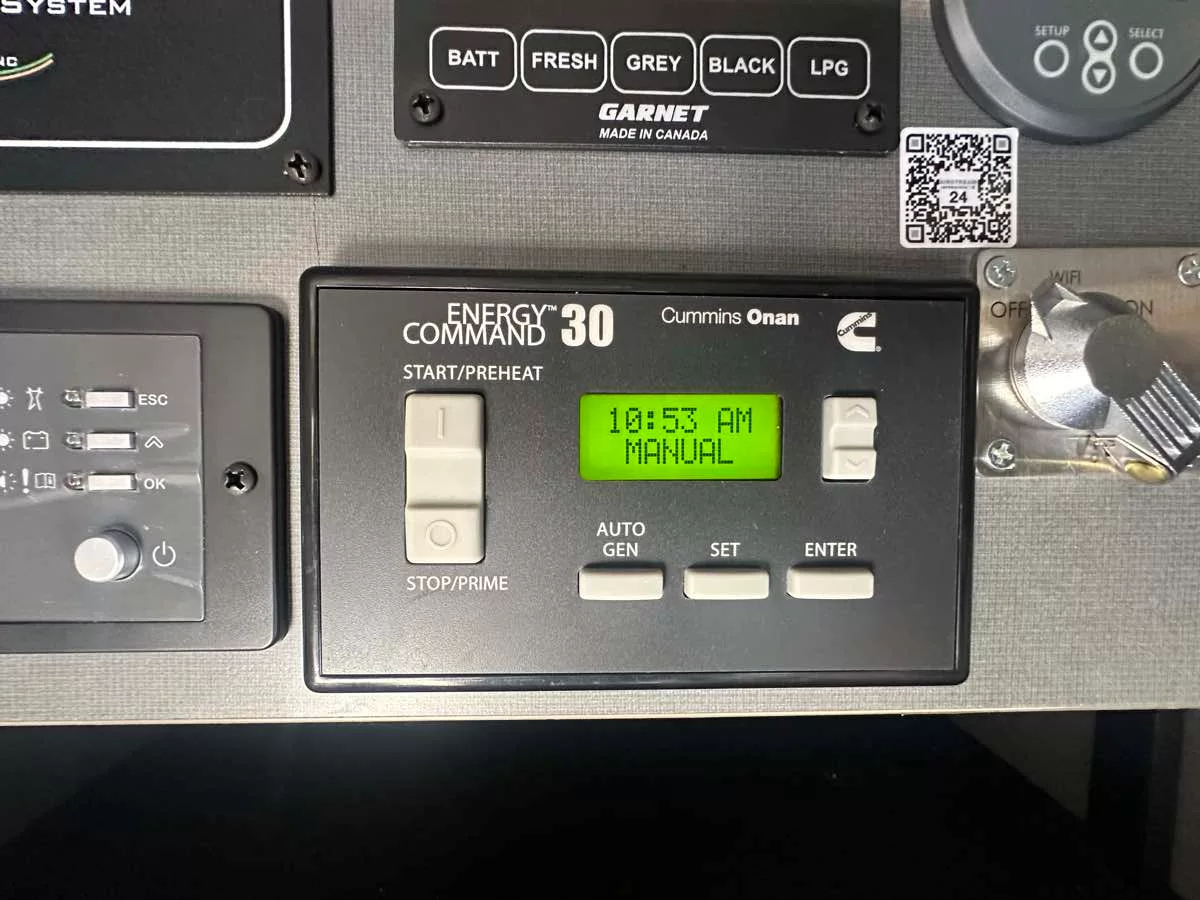 SYSTEM
NC
BATT
FRESH
GREY
BLACK
LPG
GARNET
MADE IN CANADA
SETUP
SELECT
24
WIFI
OFF
ON
ESC
OK
ENERGY™
COMMAND 30
Cummins Onan
Cummins
START/PREHEAT
10:53 AM
MANUAL
STOP/PRIME
AUTO
GEN
SET
ENTER